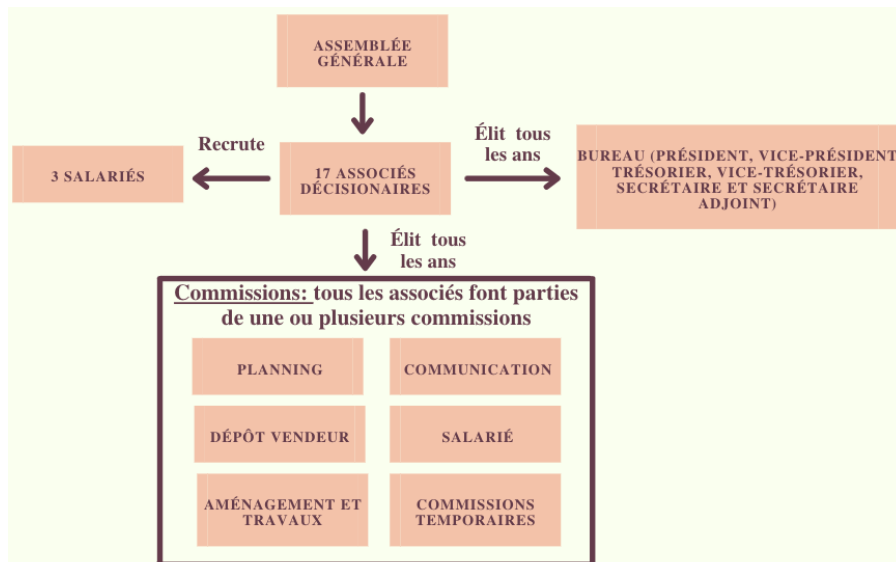 ASSEMBLÉE
GÉNÉRALE
Recrute
Élit tous
les ans
3 SALARIÉS
17 ASSOCIÉS
DÉCISIONAIRES
BUREAU (PRÉSIDENT, VICE-PRÉSIDENT
TRÉSORIER, VICE-TRÉSORIER,
SECRÉTAIRE ET SECRÉTAIRE
ADJOINT)
Élit tous
les ans
Commissions: tous les associés font parties
de une ou plusieurs commissions
PLANNING
COMMUNICATION
DÉPÔT VENDEUR
SALARIÉ
AMÉNAGEMENT ET
TRAVAUX
COMMISSIONS
TEMPORAIRES